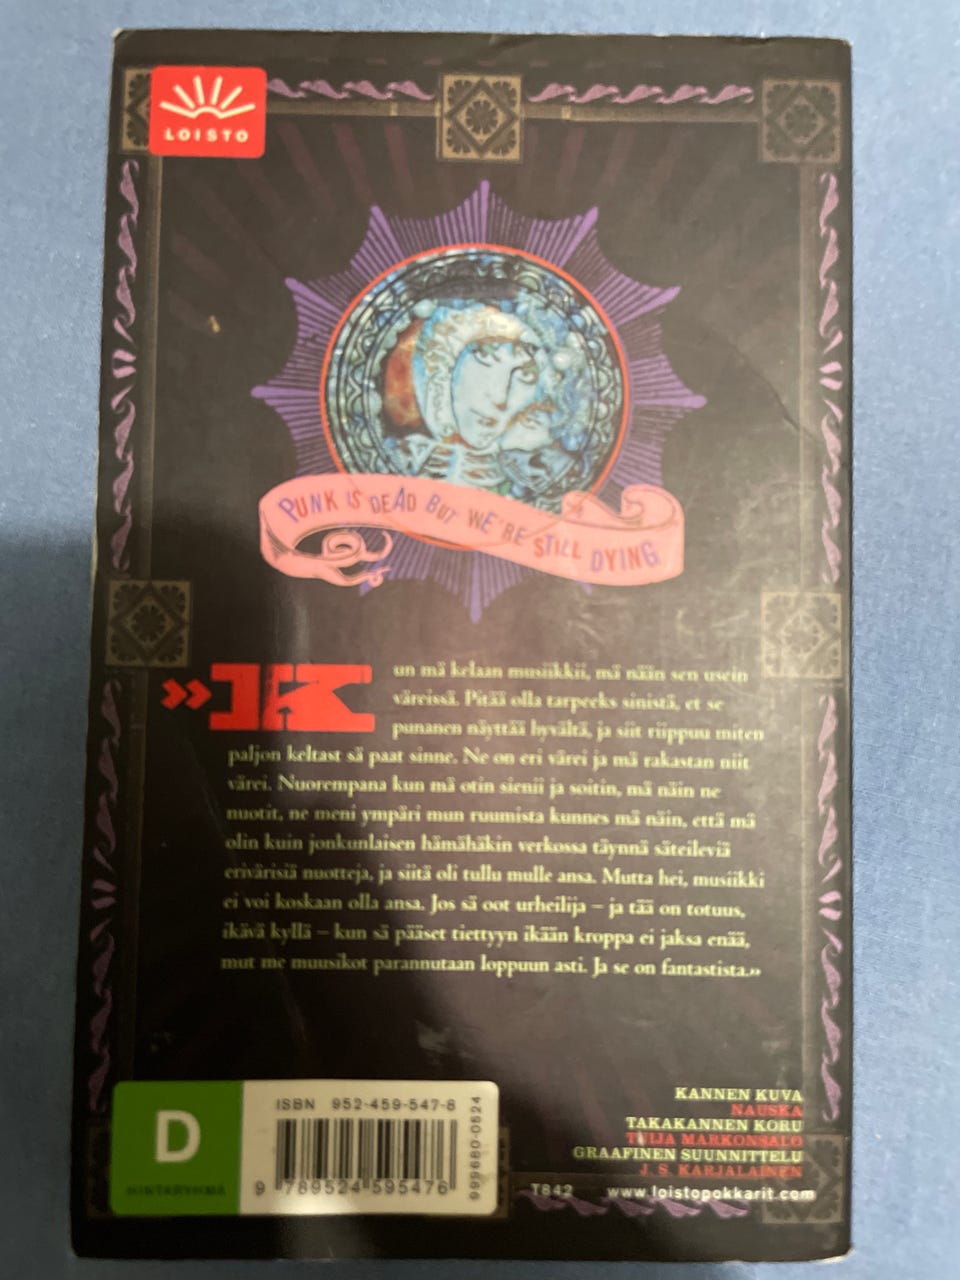 LOISTO
PUNK IS DEAD BUT WE'RE STILL DYING
»Kun mä kelaan musiikkii, mä nään sen usein
väreissä. Pitää olla tarpeeks sinistä, et se
punanen näyttää hyvältä, ja siit riippuu miten
paljon keltast sä paat sinne. Ne on eri värei ja mä rakastan niit
värei. Nuorempana kun mä otin sienii ja soitin, mä näin ne
nuotit, ne meni ympäri mun ruumista kunnes mä näin, että mä
olin kuin jonkunlaisen hämähäkin verkossa täynnä säteileviä
erivärisiä nuotteja, ja siitä oli tullu mulle ansa. Mutta hei, musiikki
ei voi koskaan olla ansa. Jos sä oot urheilija – ja tää on totuus,
ikävä kyllä – kun sä pääset tiettyyn ikään kroppa ei jaksa enää,
mut me muusikot parannutaan loppuun asti. Ja se on fantastista.»
D
HINTARYHMÄ
ISBN 952-459-547-8
9 789524 595476
999680-0524
KANNEN KUVA
NAUSKA
TAKAKANNEN KORU
TUIJA MARKONSALO
GRAAFINEN SUUNNITTELU
J. S. KARJALAINEN
T842 www.loistopokkarit.com